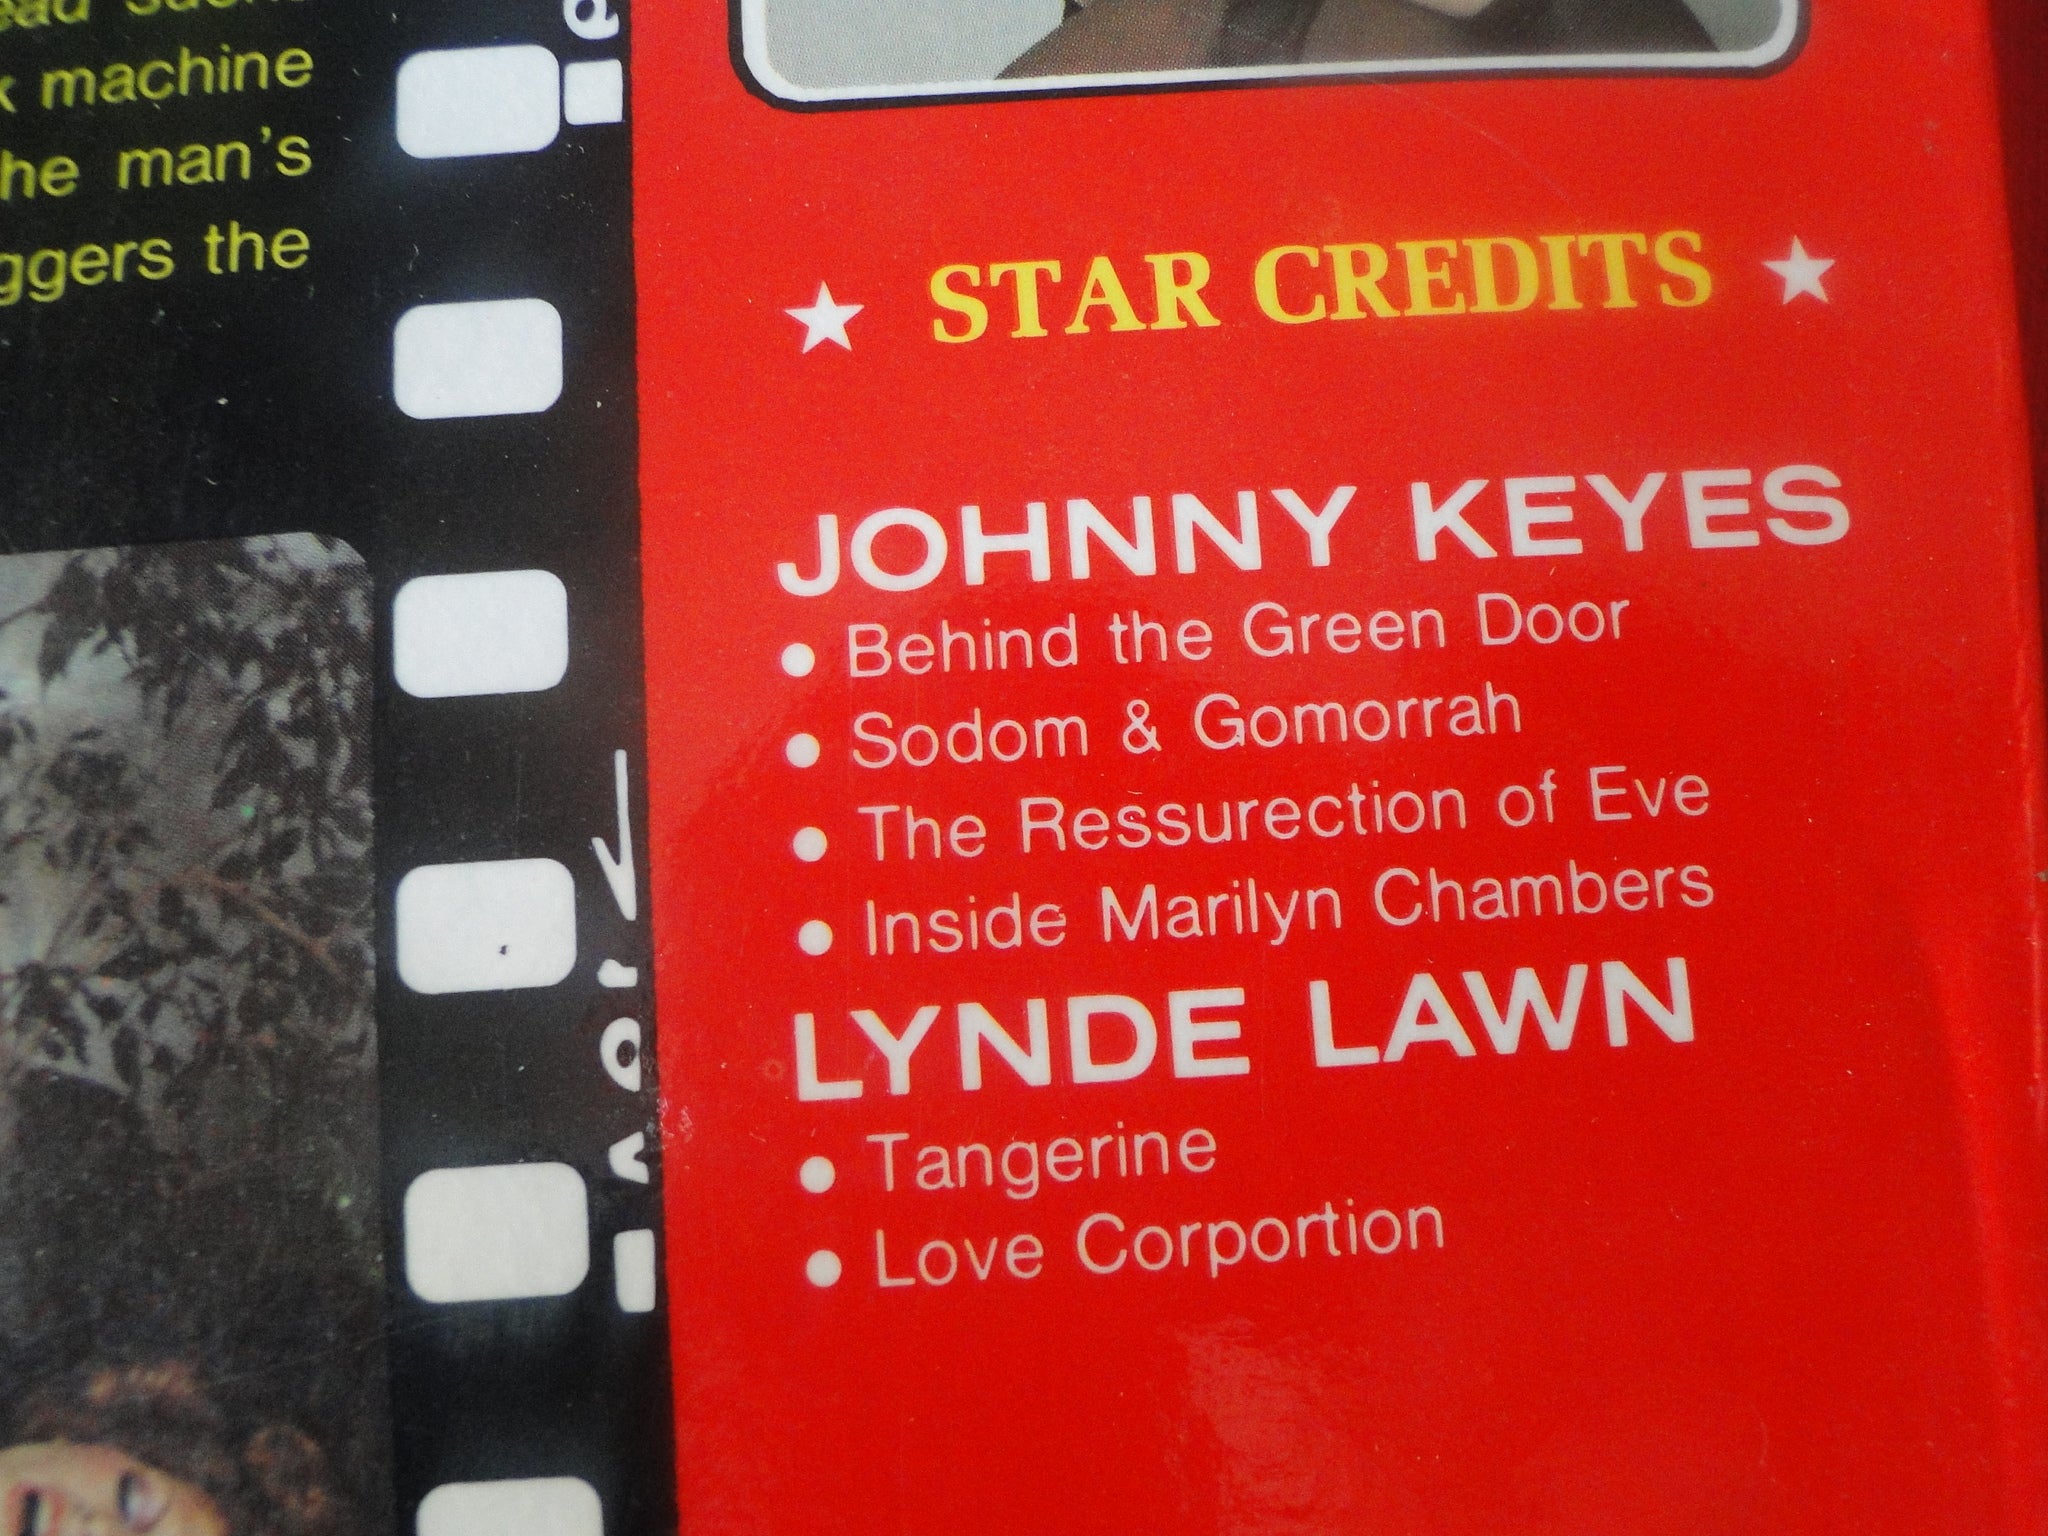 machine
he man's
ggers the
STAR CREDITS
JOHNNY KEYES
• Behind the Green Door
• Sodom & Gomorrah
• The Ressurection of Eve
• Inside Marilyn Chambers
LYNDE LAWN
• Tangerine
• Love Corportion